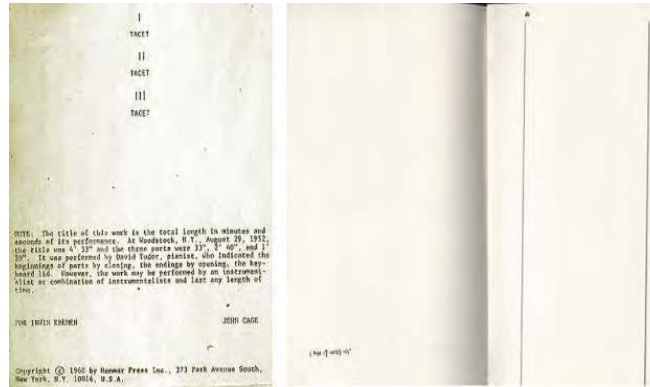 I
TACET
II
TACET
III
TACET
NOTE: The title of this work is the total length in minutes and
seconds of its performance. At Woodstock, N.Y., August 29, 1952,
the title was 4' 33" and the three parts were 33", 2' 40", and 1'
20". It was performed by David Tudor, pianist, who indicated the
beginnings of parts by closing, the endings by opening, the key-
board lid. However, the work may be performed by an instrument-
alist or combination of instrumentalists and last any length of
time.
FOR IRWIN KREMEN JOHN CAGE
Copyright © 1960 by Henmar Press Inc., 373 Park Avenue South,
New York, N.Y. 10016, U.S.A.